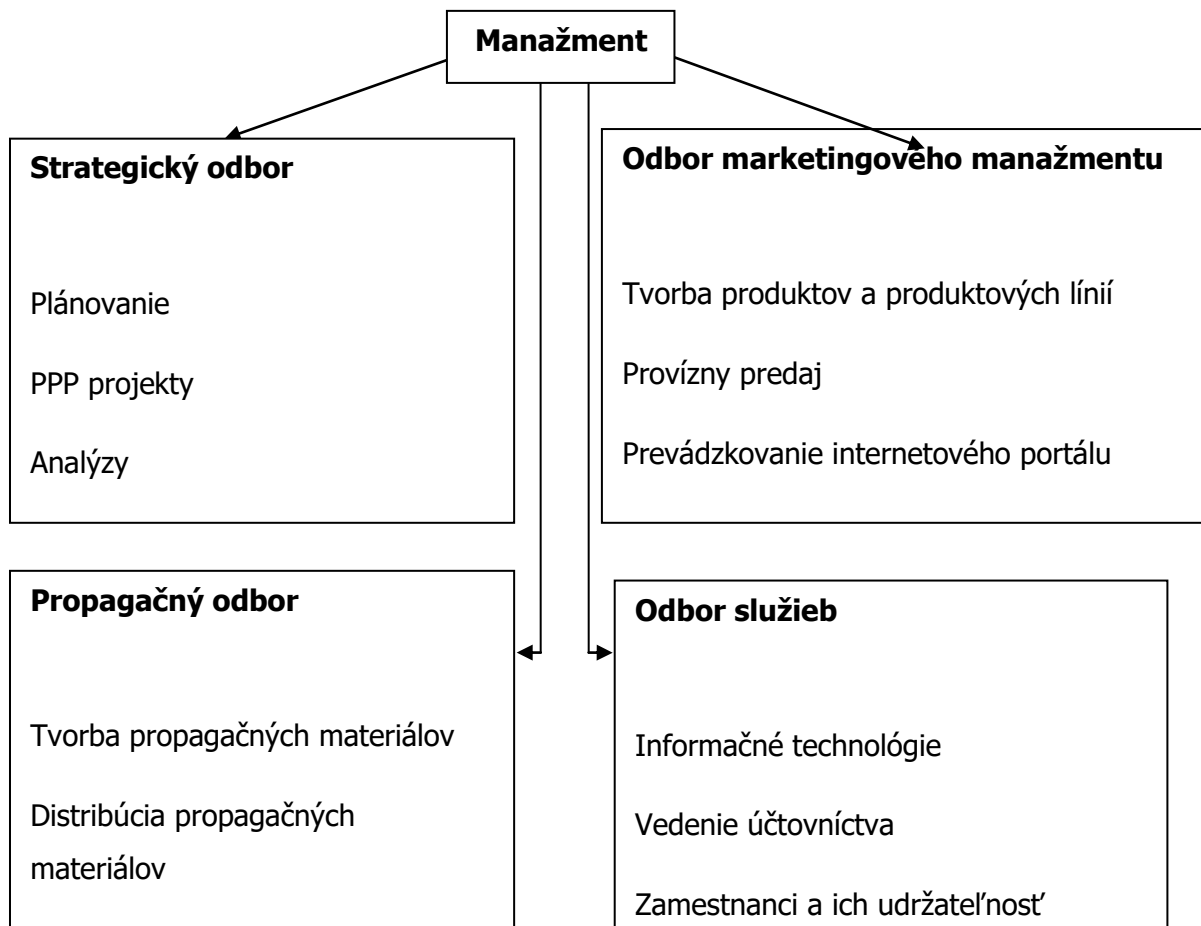 Manažment
Strategický odbor
Plánovanie
PPP projekty
Analýzy
Odbor marketingového manažmentu
Tvorba produktov a produktových línií
Provízny predaj
Prevádzkovanie internetového portálu
Propagačný odbor
Tvorba propagačných materiálov
Distribúcia propagačných
materiálov
Odbor služieb
Informačné technológie
Vedenie účtovníctva
Zamestnanci a ich udržateľnosť